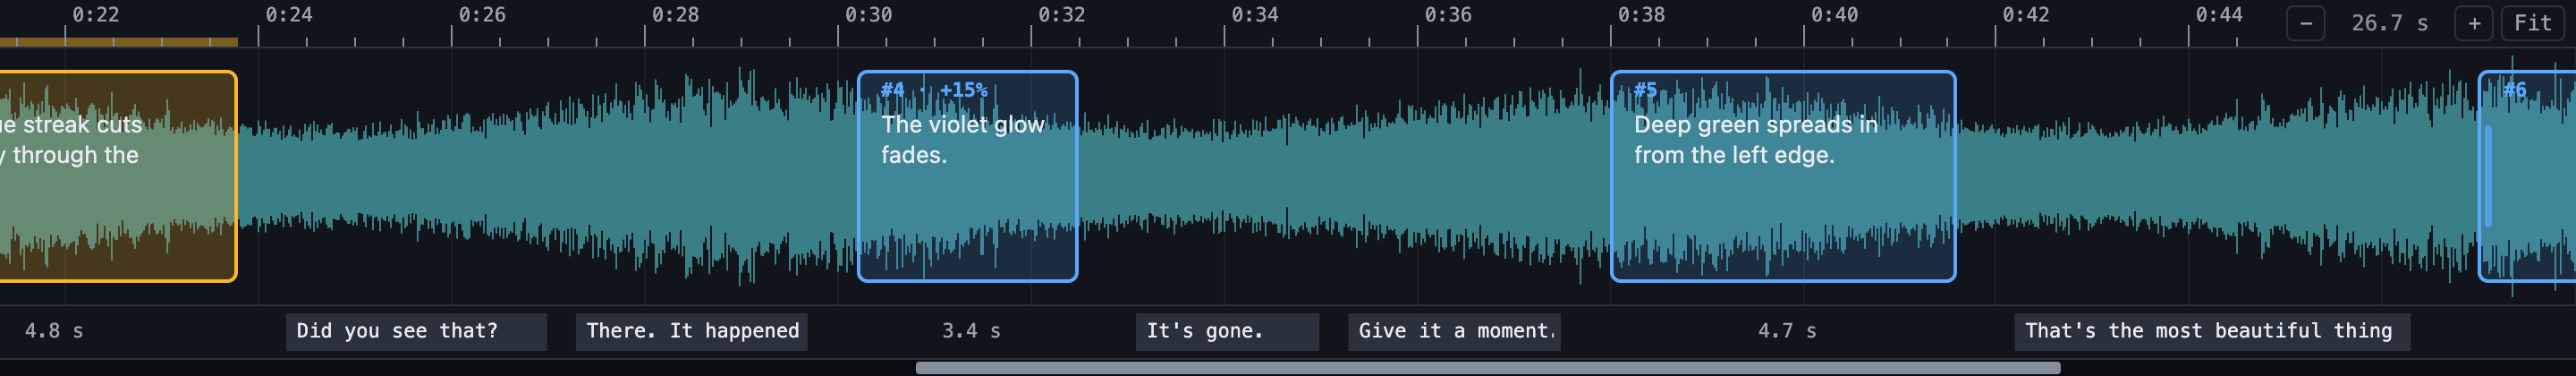 0:22 0:24 0:26 0:28 0:30 0:32 0:34 0:36 0:38 0:40 0:42 0:44 − 26.7 s + Fit
streak cuts
through the
#4 · +15%
The violet glow
fades.
#5
Deep green spreads in
from the left edge.
#6
4.8 s Did you see that? There. It happened 3.4 s It's gone. Give it a moment. 4.7 s That's the most beautiful thing